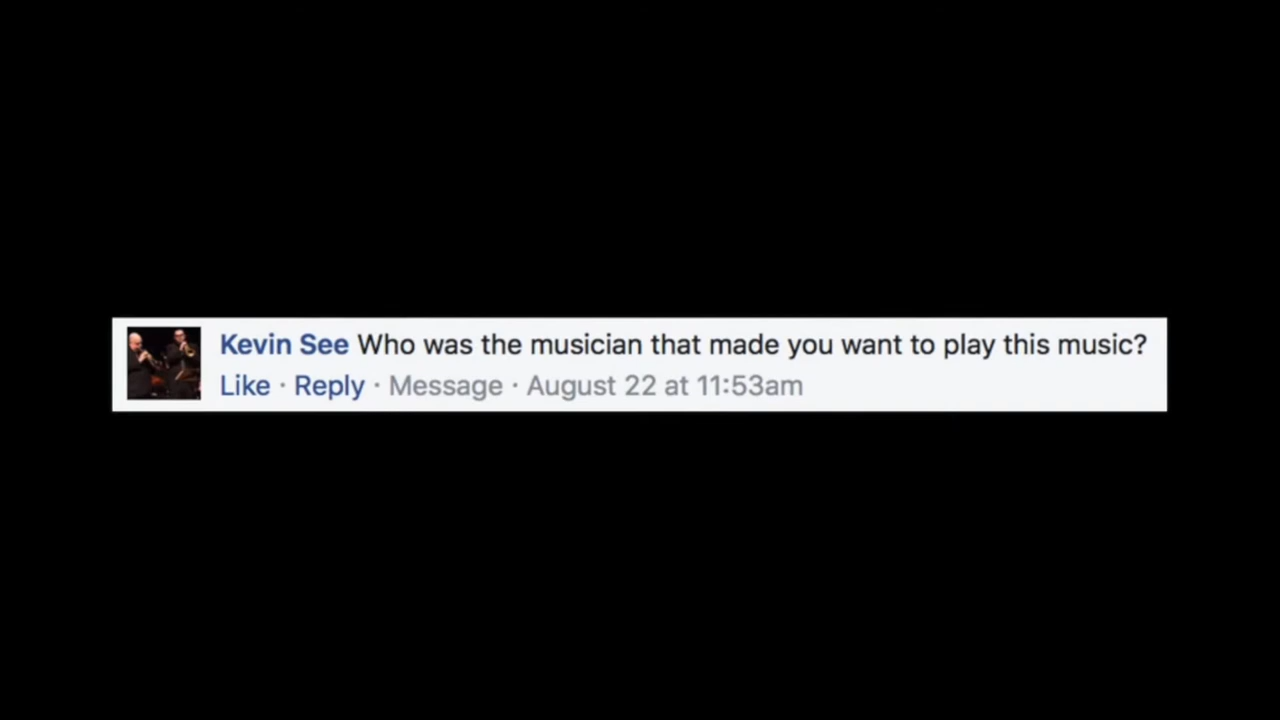 Kevin See Who was the musician that made you want to play this music?
Like · Reply · Message · August 22 at 11:53am